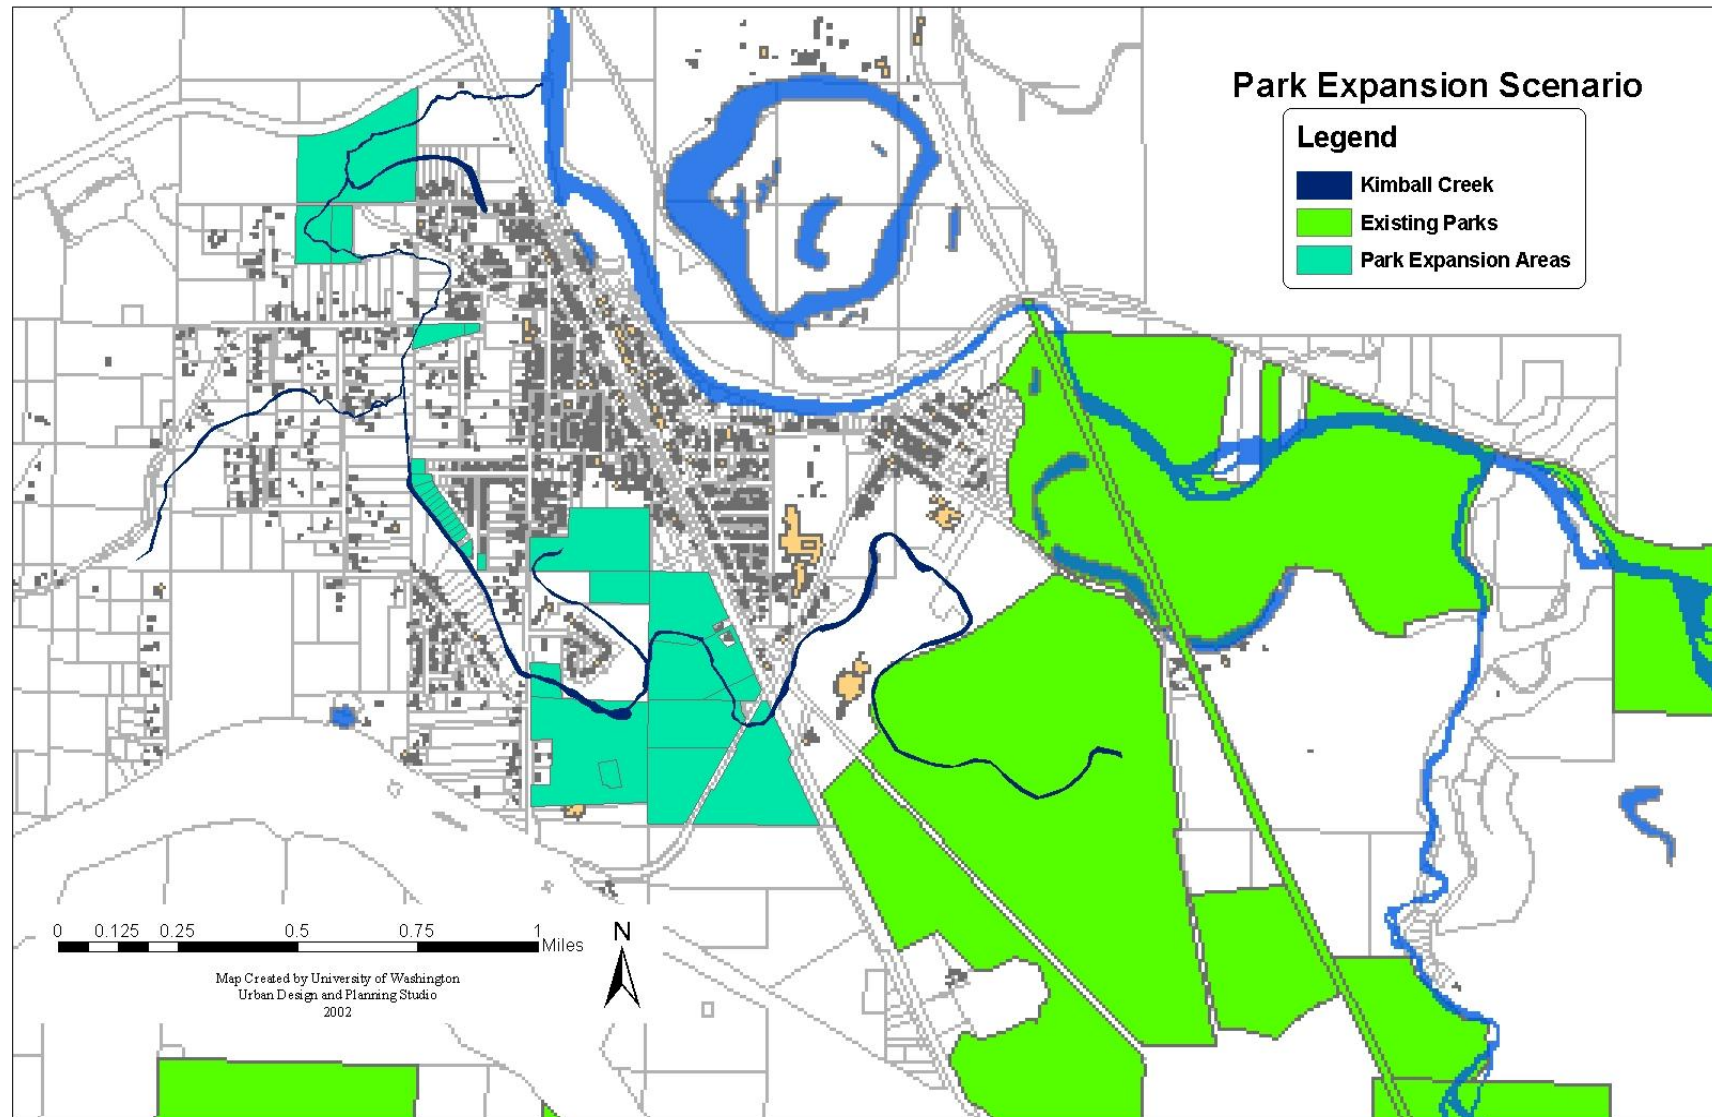 Park Expansion Scenario
Legend
Kimball Creek
Existing Parks
Park Expansion Areas
0 0.125 0.25 0.5 0.75 1 Miles
N
Map Created by University of Washington
Urban Design and Planning Studio
2002